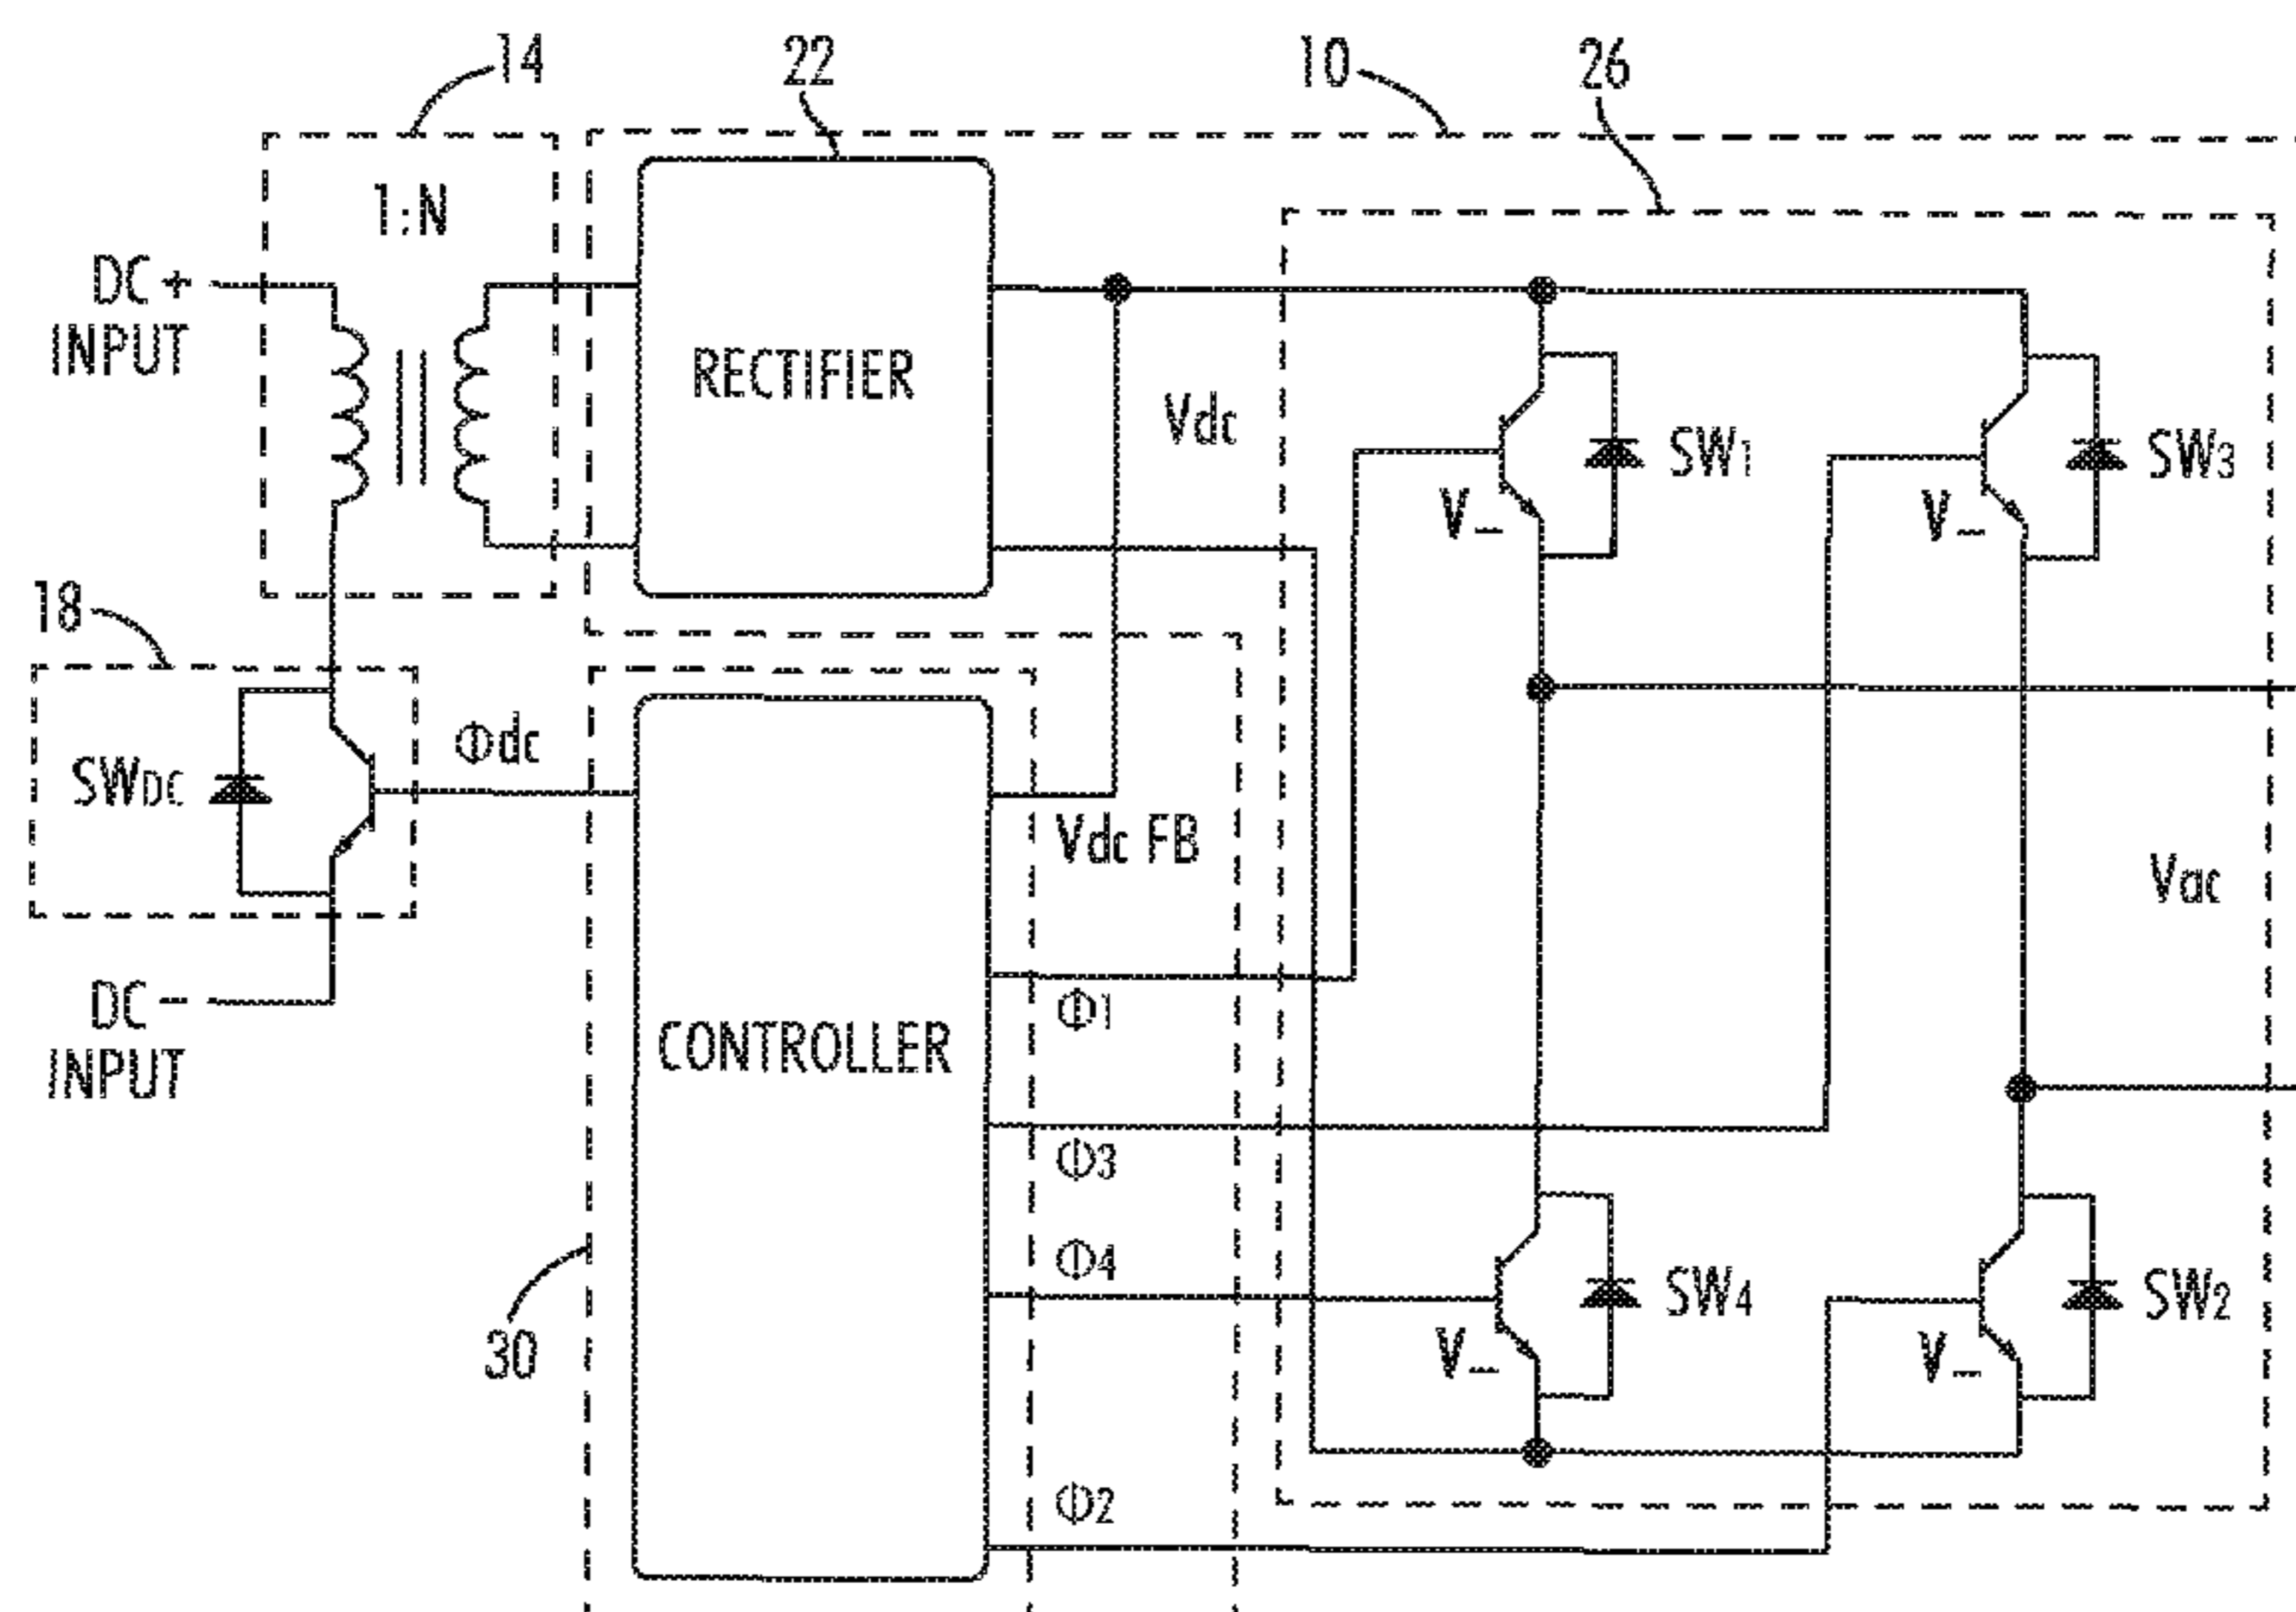 14
22
10
26
1:N
DC +
INPUT
RECTIFIER
Vdc
SW1
V_
SW3
V_
18
Φdc
SWDC
Vdc FB
Vac
DC -
INPUT
CONTROLLER
Φ1
Φ3
Φ4
SW4
V_
SW2
V_
30
Φ2